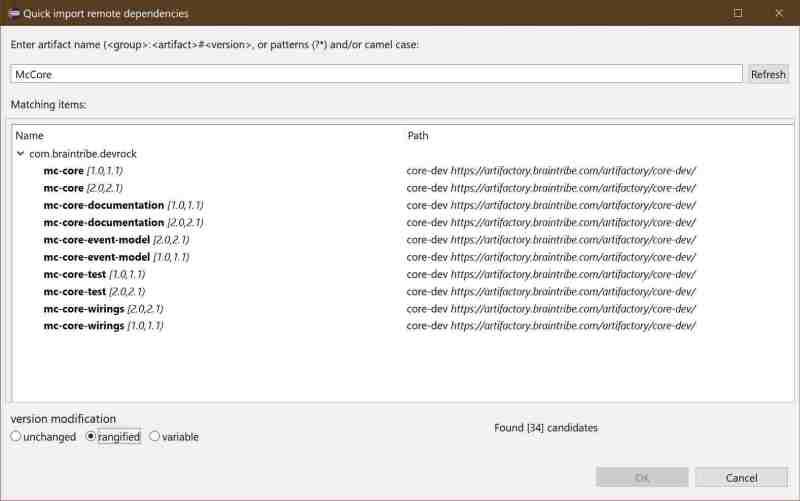 Quick import remote dependencies
Enter artifact name (<group>:<artifact>#<version>, or patterns (?*) and/or camel case:
McCore Refresh
Matching items:
Name Path
com.braintribe.devrock
mc-core [1.0,1.1) core-dev https://artifactory.braintribe.com/artifactory/core-dev/
mc-core [2.0,2.1) core-dev https://artifactory.braintribe.com/artifactory/core-dev/
mc-core-documentation [1.0,1.1) core-dev https://artifactory.braintribe.com/artifactory/core-dev/
mc-core-documentation [2.0,2.1) core-dev https://artifactory.braintribe.com/artifactory/core-dev/
mc-core-event-model [2.0,2.1) core-dev https://artifactory.braintribe.com/artifactory/core-dev/
mc-core-event-model [1.0,1.1) core-dev https://artifactory.braintribe.com/artifactory/core-dev/
mc-core-test [1.0,1.1) core-dev https://artifactory.braintribe.com/artifactory/core-dev/
mc-core-test [2.0,2.1) core-dev https://artifactory.braintribe.com/artifactory/core-dev/
mc-core-wirings [2.0,2.1) core-dev https://artifactory.braintribe.com/artifactory/core-dev/
mc-core-wirings [1.0,1.1) core-dev https://artifactory.braintribe.com/artifactory/core-dev/
version modification
unchanged rangified variable Found [34] candidates
OK Cancel